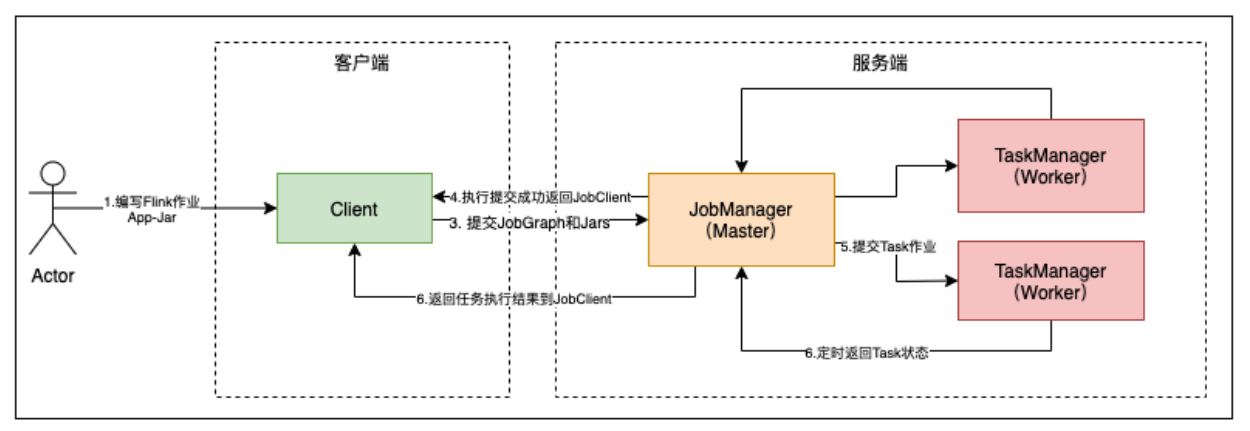 客户端
服务端
TaskManager
（Worker）
1.编写Flink作业
App-Jar
Client
4.执行提交成功返回JobClient
3. 提交JobGraph和Jars
JobManager
（Master）
5.提交Task作业
TaskManager
（Worker）
Actor
6.返回任务执行结果到JobClient
6.定时返回Task状态